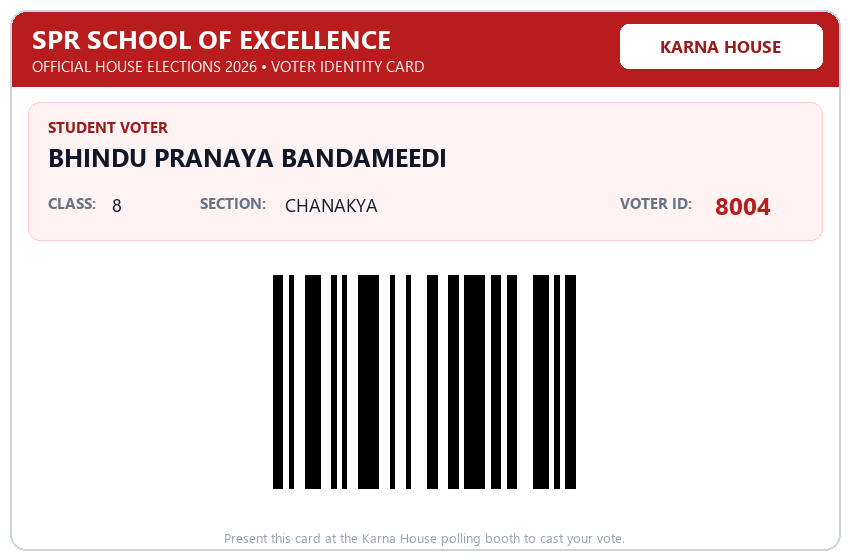 SPR SCHOOL OF EXCELLENCE
KARNA HOUSE
OFFICIAL HOUSE ELECTIONS 2026 • VOTER IDENTITY CARD
STUDENT VOTER
BHINDU PRANAYA BANDAMEEDI
CLASS: 8 SECTION: CHANAKYA VOTER ID: 8004
Present this card at the Karna House polling booth to cast your vote.